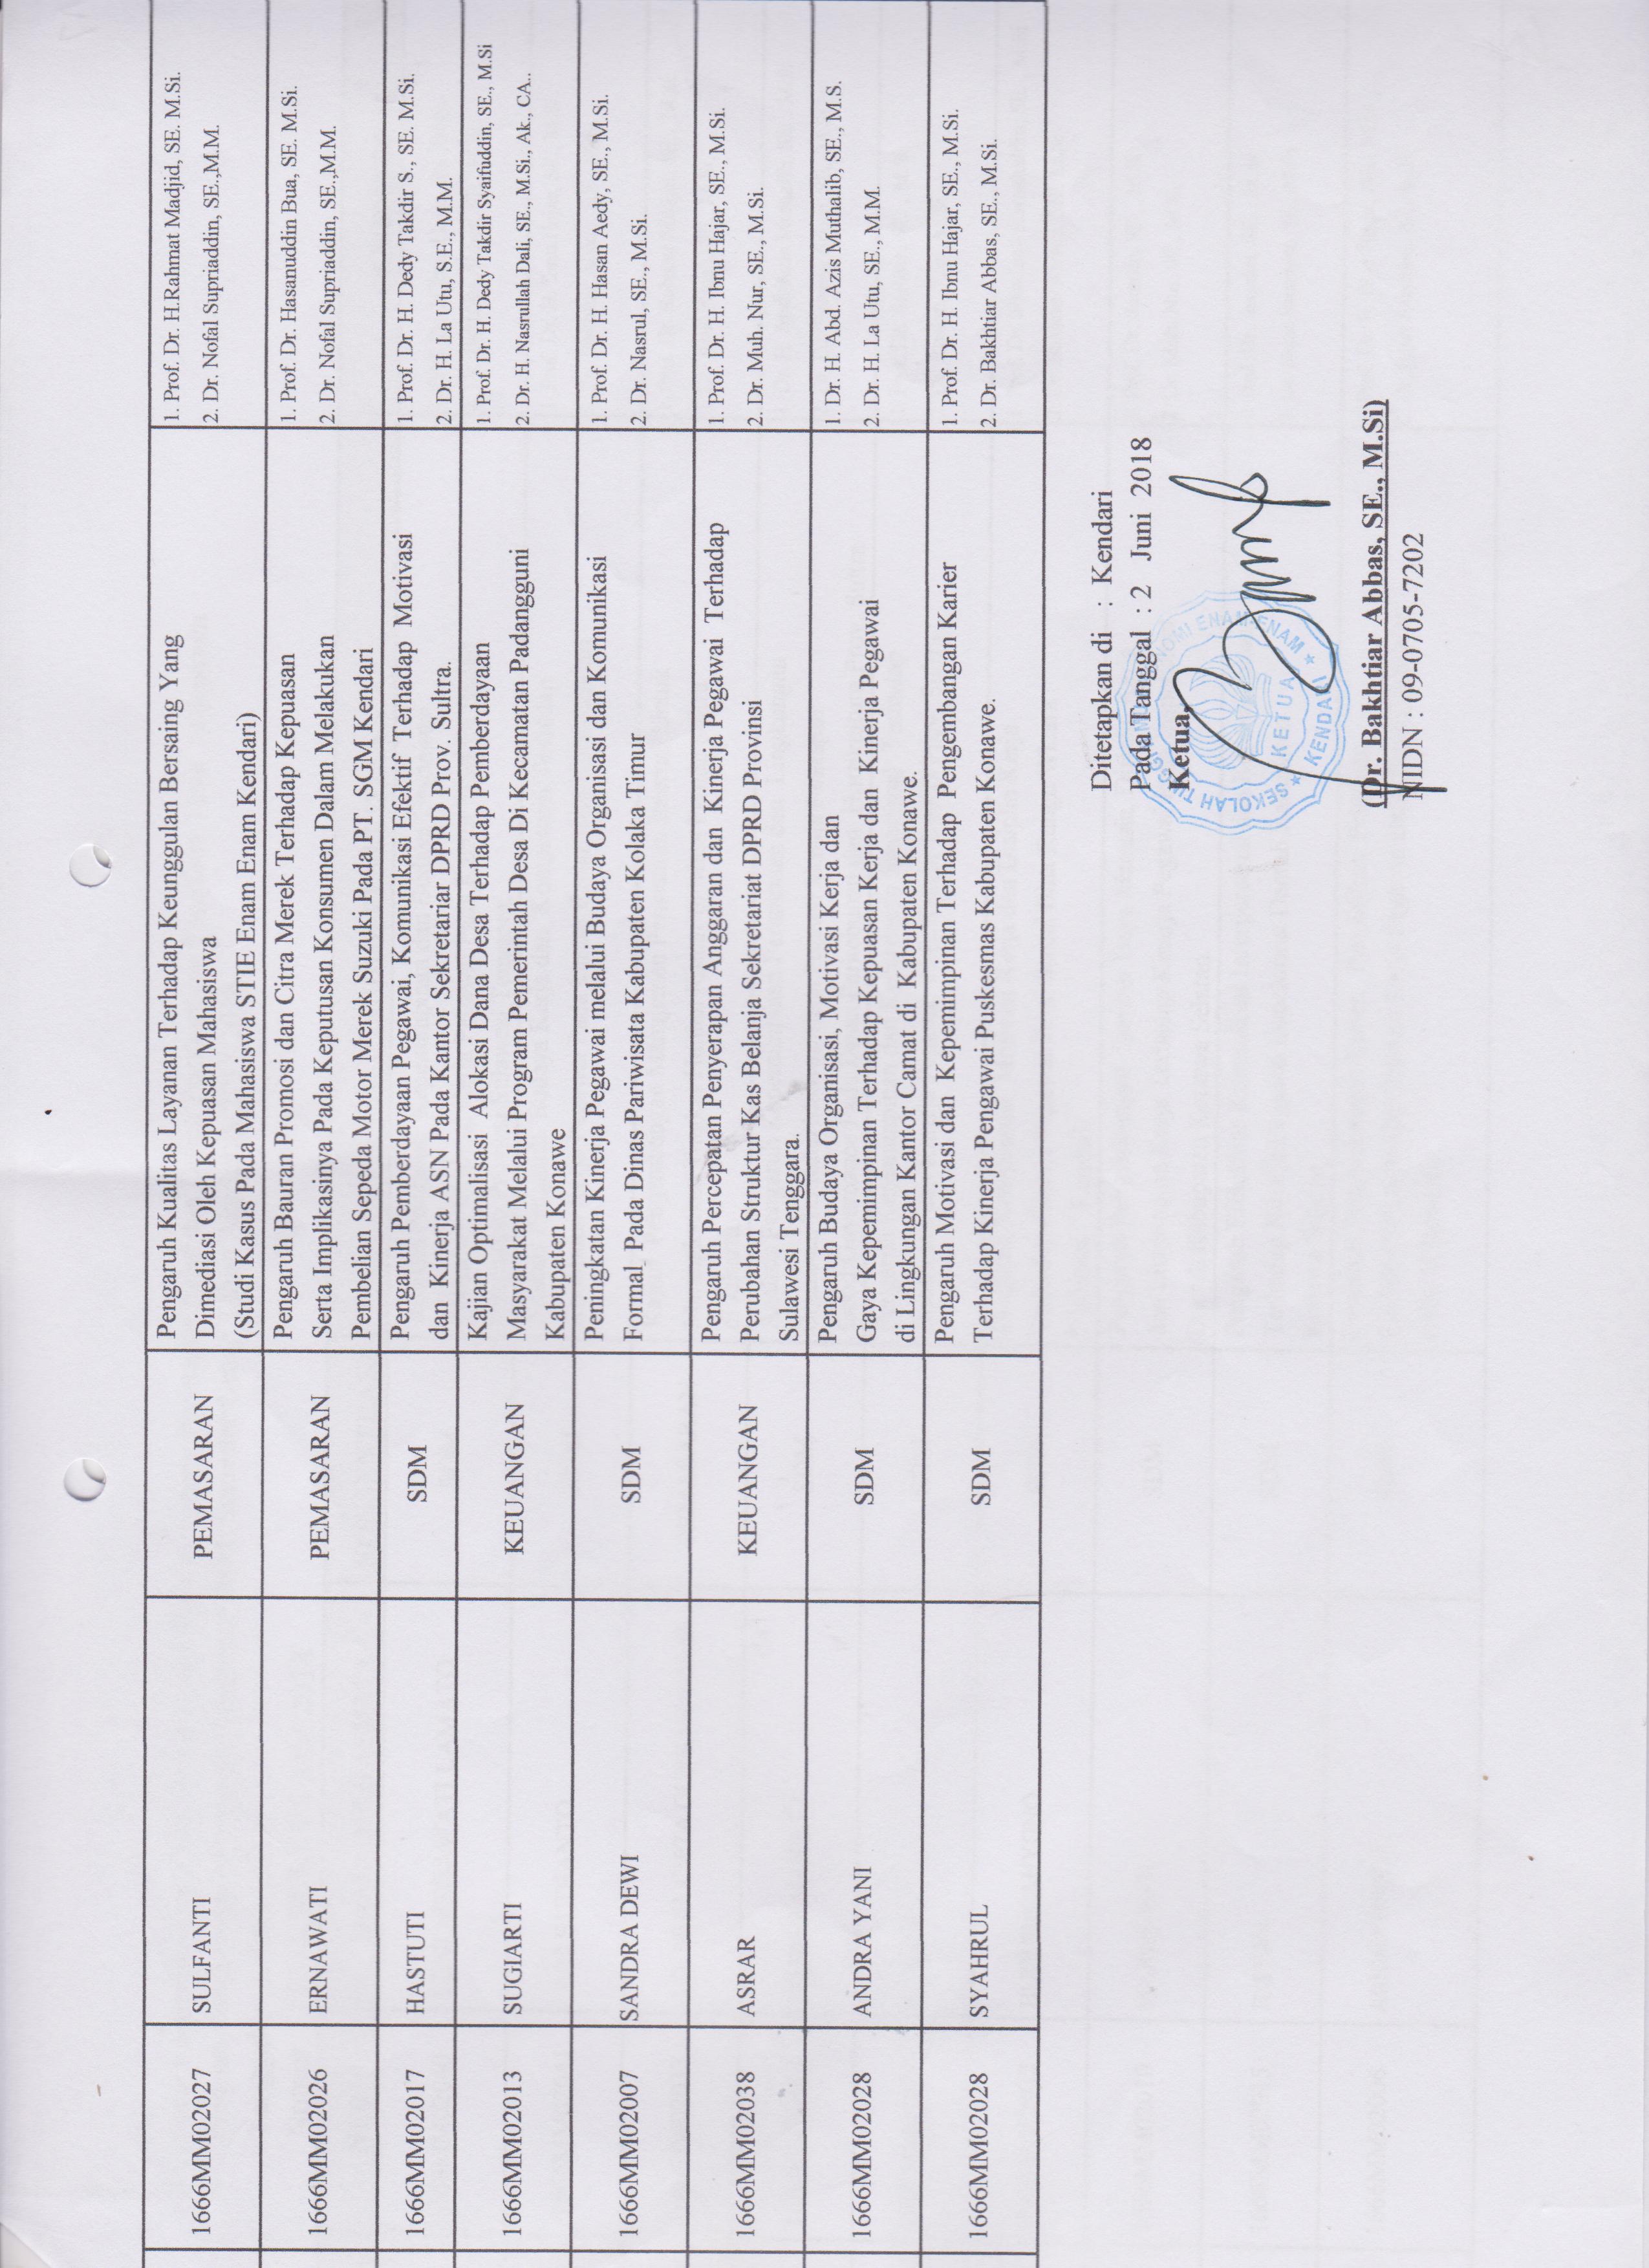 1666MM02027
SULFANTI
PEMASARAN
Pengaruh Kualitas Layanan Terhadap Keunggulan Bersaing Yang
Dimediasi Oleh Kepuasan Mahasiswa
(Studi Kasus Pada Mahasiswa STIE Enam Enam Kendari)
1. Prof. Dr. H.Rahmat Madjid, SE. M.Si.
2. Dr. Nofal Supriaddin, SE.,M.M.
1666MM02026
ERNAWATI
PEMASARAN
Pengaruh Bauran Promosi dan Citra Merek Terhadap Kepuasan
Serta Implikasinya Pada Keputusan Konsumen Dalam Melakukan
Pembelian Sepeda Motor Merek Suzuki Pada PT. SGM Kendari
1. Prof. Dr. Hasanuddin Bua, SE. M.Si.
2. Dr. Nofal Supriaddin, SE.,M.M.
1666MM02017
HASTUTI
SDM
Pengaruh Pemberdayaan Pegawai, Komunikasi Efektif Terhadap Motivasi
dan Kinerja ASN Pada Kantor Sekretariar DPRD Prov. Sultra.
1. Prof. Dr. H. Dedy Takdir S., SE. M.Si.
2. Dr. H. La Utu, S.E., M.M.
1666MM02013
SUGIARTI
KEUANGAN
Kajian Optimalisasi Alokasi Dana Desa Terhadap Pemberdayaan
Masyarakat Melalui Program Pemerintah Desa Di Kecamatan Padangguni
Kabupaten Konawe
1. Prof. Dr. H. Dedy Takdir Syaifuddin, SE., M.Si
2. Dr. H. Nasrullah Dali, SE., M.Si., Ak., CA..
1666MM02007
SANDRA DEWI
SDM
Peningkatan Kinerja Pegawai melalui Budaya Organisasi dan Komunikasi
Formal Pada Dinas Pariwisata Kabupaten Kolaka Timur
1. Prof. Dr. H. Hasan Aedy, SE., M.Si.
2. Dr. Nasrul, SE., M.Si.
1666MM02038
ASRAR
KEUANGAN
Pengaruh Percepatan Penyerapan Anggaran dan Kinerja Pegawai Terhadap
Perubahan Struktur Kas Belanja Sekretariat DPRD Provinsi
Sulawesi Tenggara.
1. Prof. Dr. H. Ibnu Hajar, SE., M.Si.
2. Dr. Muh. Nur, SE., M.Si.
1666MM02028
ANDRA YANI
SDM
Pengaruh Budaya Organisasi, Motivasi Kerja dan
Gaya Kepemimpinan Terhadap Kepuasan Kerja dan Kinerja Pegawai
di Lingkungan Kantor Camat di Kabupaten Konawe.
1. Dr. H. Abd. Azis Muthalib, SE., M.S.
2. Dr. H. La Utu, SE., M.M.
1666MM02028
SYAHRUL
SDM
Pengaruh Motivasi dan Kepemimpinan Terhadap Pengembangan Karier
Terhadap Kinerja Pengawai Puskesmas Kabupaten Konawe.
1. Prof. Dr. H. Ibnu Hajar, SE., M.Si.
2. Dr. Bakhtiar Abbas, SE., M.Si.
Ditetapkan di : Kendari
Pada Tanggal : 2 Juni 2018
Ketua,
SEKOLAH ENAM-ENAM
KETUA
KENDARI
(Dr. Bakhtiar Abbas, SE., M.Si)
NIDN : 09-0705-7202